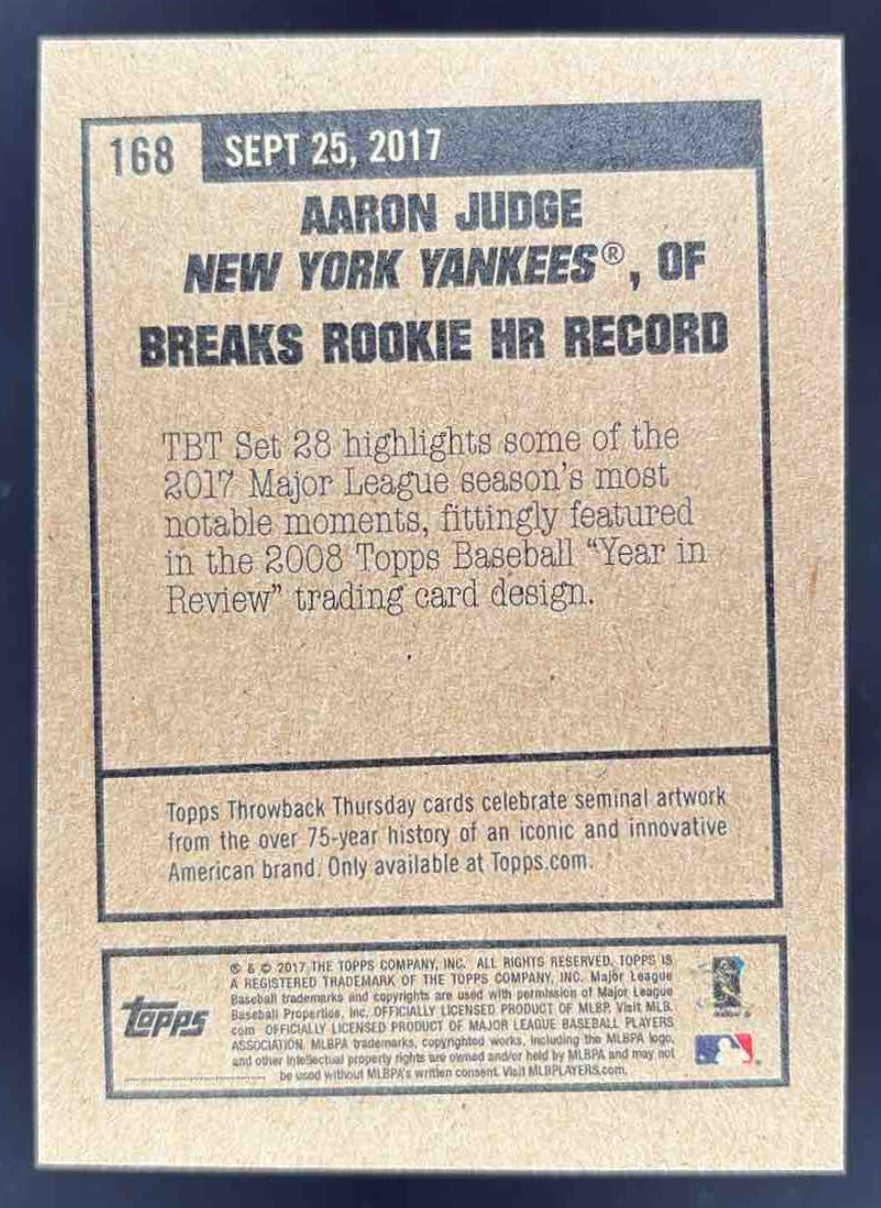 168 SEPT 25, 2017
AARON JUDGE
NEW YORK YANKEES®, OF
BREAKS ROOKIE HR RECORD
TBT Set 28 highlights some of the
2017 Major League season's most
notable moments, fittingly featured
in the 2008 Topps Baseball “Year in
Review” trading card design.
Topps Throwback Thursday cards celebrate seminal artwork
from the over 75-year history of an iconic and innovative
American brand. Only available at Topps.com.
topps
® & © 2017 THE TOPPS COMPANY, INC. ALL RIGHTS RESERVED. TOPPS IS
A REGISTERED TRADEMARK OF THE TOPPS COMPANY, INC. Major League
Baseball trademarks and copyrights are used with permission of Major League
Baseball Properties, Inc. OFFICIALLY LICENSED PRODUCT OF MLBP. Visit MLB.
com OFFICIALLY LICENSED PRODUCT OF MAJOR LEAGUE BASEBALL PLAYERS
ASSOCIATION. MLBPA trademarks, copyrighted works, including the MLBPA logo,
and other intellectual property rights are owned and/or held by MLBPA and may not
be used without MLBPA's written consent. Visit MLBPLAYERS.com.